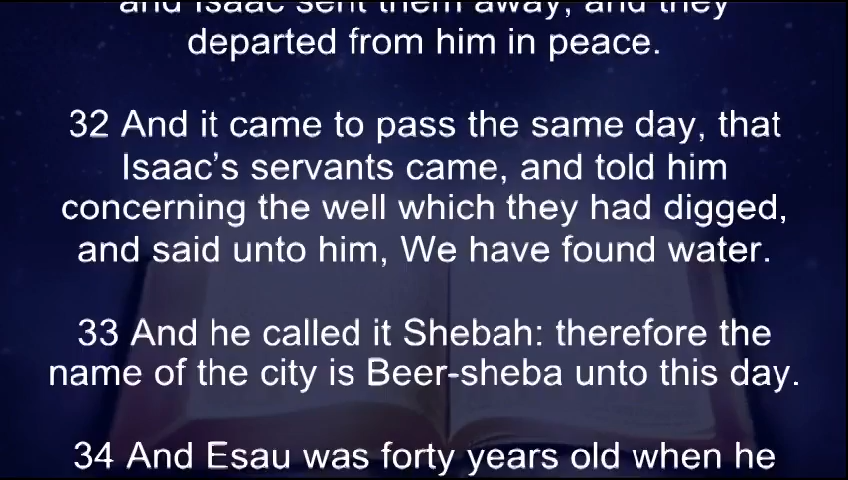 and Isaac sent them away, and they
departed from him in peace.
32 And it came to pass the same day, that
Isaac’s servants came, and told him
concerning the well which they had digged,
and said unto him, We have found water.
33 And he called it Shebah: therefore the
name of the city is Beer-sheba unto this day.
34 And Esau was forty years old when he